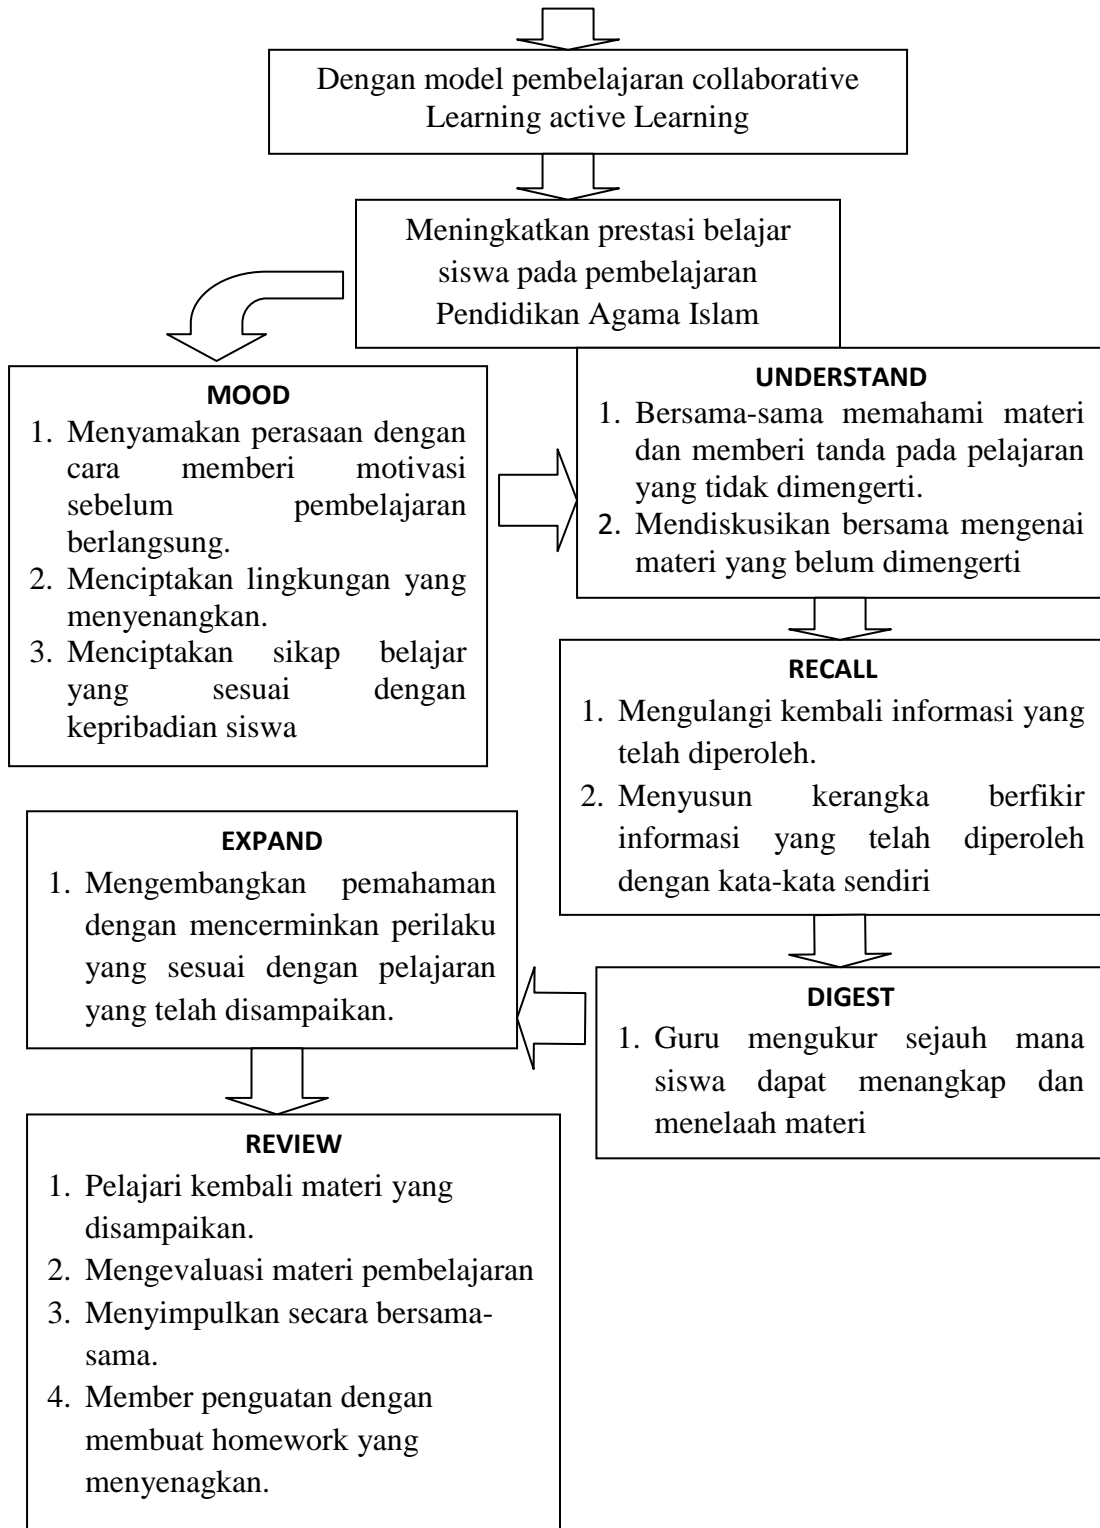 Dengan model pembelajaran collaborative
Learning active Learning
Meningkatkan prestasi belajar
siswa pada pembelajaran
Pendidikan Agama Islam
MOOD
1. Menyamakan perasaan dengan
cara memberi motivasi
sebelum pembelajaran
berlangsung.
2. Menciptakan lingkungan yang
menyenangkan.
3. Menciptakan sikap belajar
yang sesuai dengan
kepribadian siswa
UNDERSTAND
1. Bersama-sama memahami materi
dan memberi tanda pada pelajaran
yang tidak dimengerti.
2. Mendiskusikan bersama mengenai
materi yang belum dimengerti
RECALL
1. Mengulangi kembali informasi yang
telah diperoleh.
2. Menyusun kerangka berfikir
informasi yang telah diperoleh
dengan kata-kata sendiri
DIGEST
1. Guru mengukur sejauh mana
siswa dapat menangkap dan
menelaah materi
EXPAND
1. Mengembangkan pemahaman
dengan mencerminkan perilaku
yang sesuai dengan pelajaran
yang telah disampaikan.
REVIEW
1. Pelajari kembali materi yang
disampaikan.
2. Mengevaluasi materi pembelajaran
3. Menyimpulkan secara bersama-
sama.
4. Member penguatan dengan
membuat homework yang
menyenagkan.